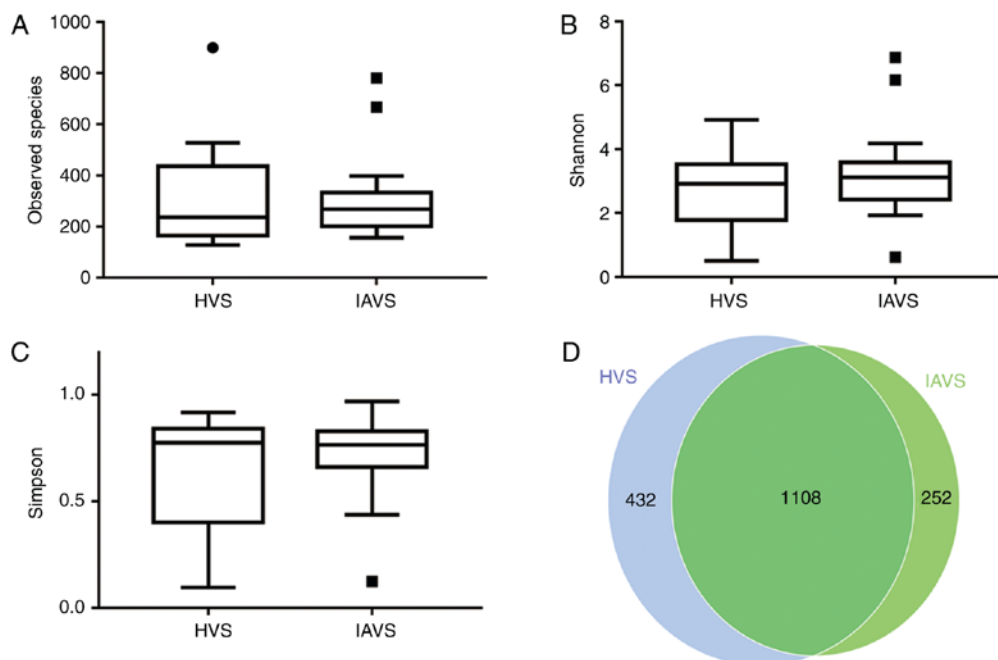 A
Observed species
1000
800
600
400
200
0
HVS
IAVS
B
Shannon
8
6
4
2
0
HVS
IAVS
C
Simpson
1.0
0.5
0.0
HVS
IAVS
D
HVS
IAVS
432
1108
252